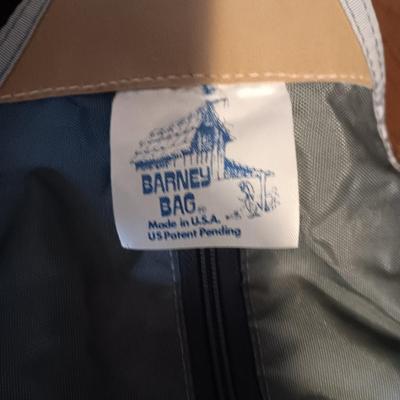 BARNEY
BAG
Made in U.S.A.
US Patent Pending